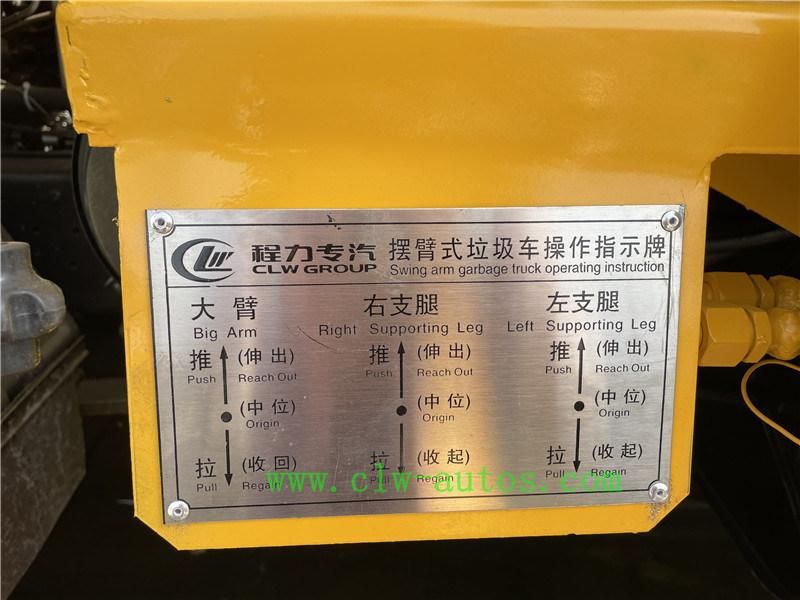 程力专汽 摆臂式垃圾车操作指示牌
CLW GROUP Swing arm garbage truck operating instruction
大臂 右支腿 左支腿
Big Arm Right Supporting Leg Left Supporting Leg
推 (伸出) 推 (伸出) 推 (伸出)
Push Reach Out Push Reach Out Push Reach Out
(中位) (中位) (中位)
Origin Origin Origin
拉 (收回) 拉 (收起) 拉 (收起)
Pull Regain Pull Regain Pull Regain
www.clw-autos.com